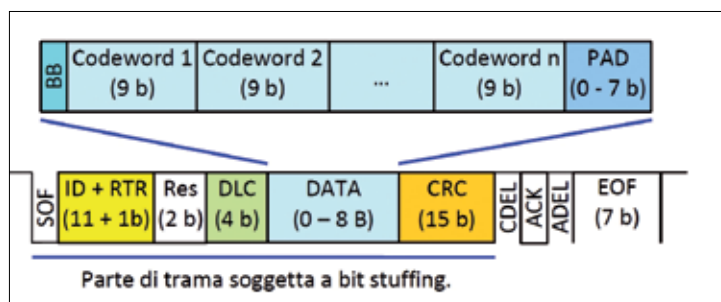 BB Codeword 1 Codeword 2 ... Codeword n PAD
(9 b) (9 b) (9 b) (0 - 7 b)
SOF ID + RTR Res DLC DATA CRC CDEL ACK ADEL EOF
(11 + 1b) (2 b) (4 b) (0 – 8 B) (15 b) (7 b)
Parte di trama soggetta a bit stuffing.